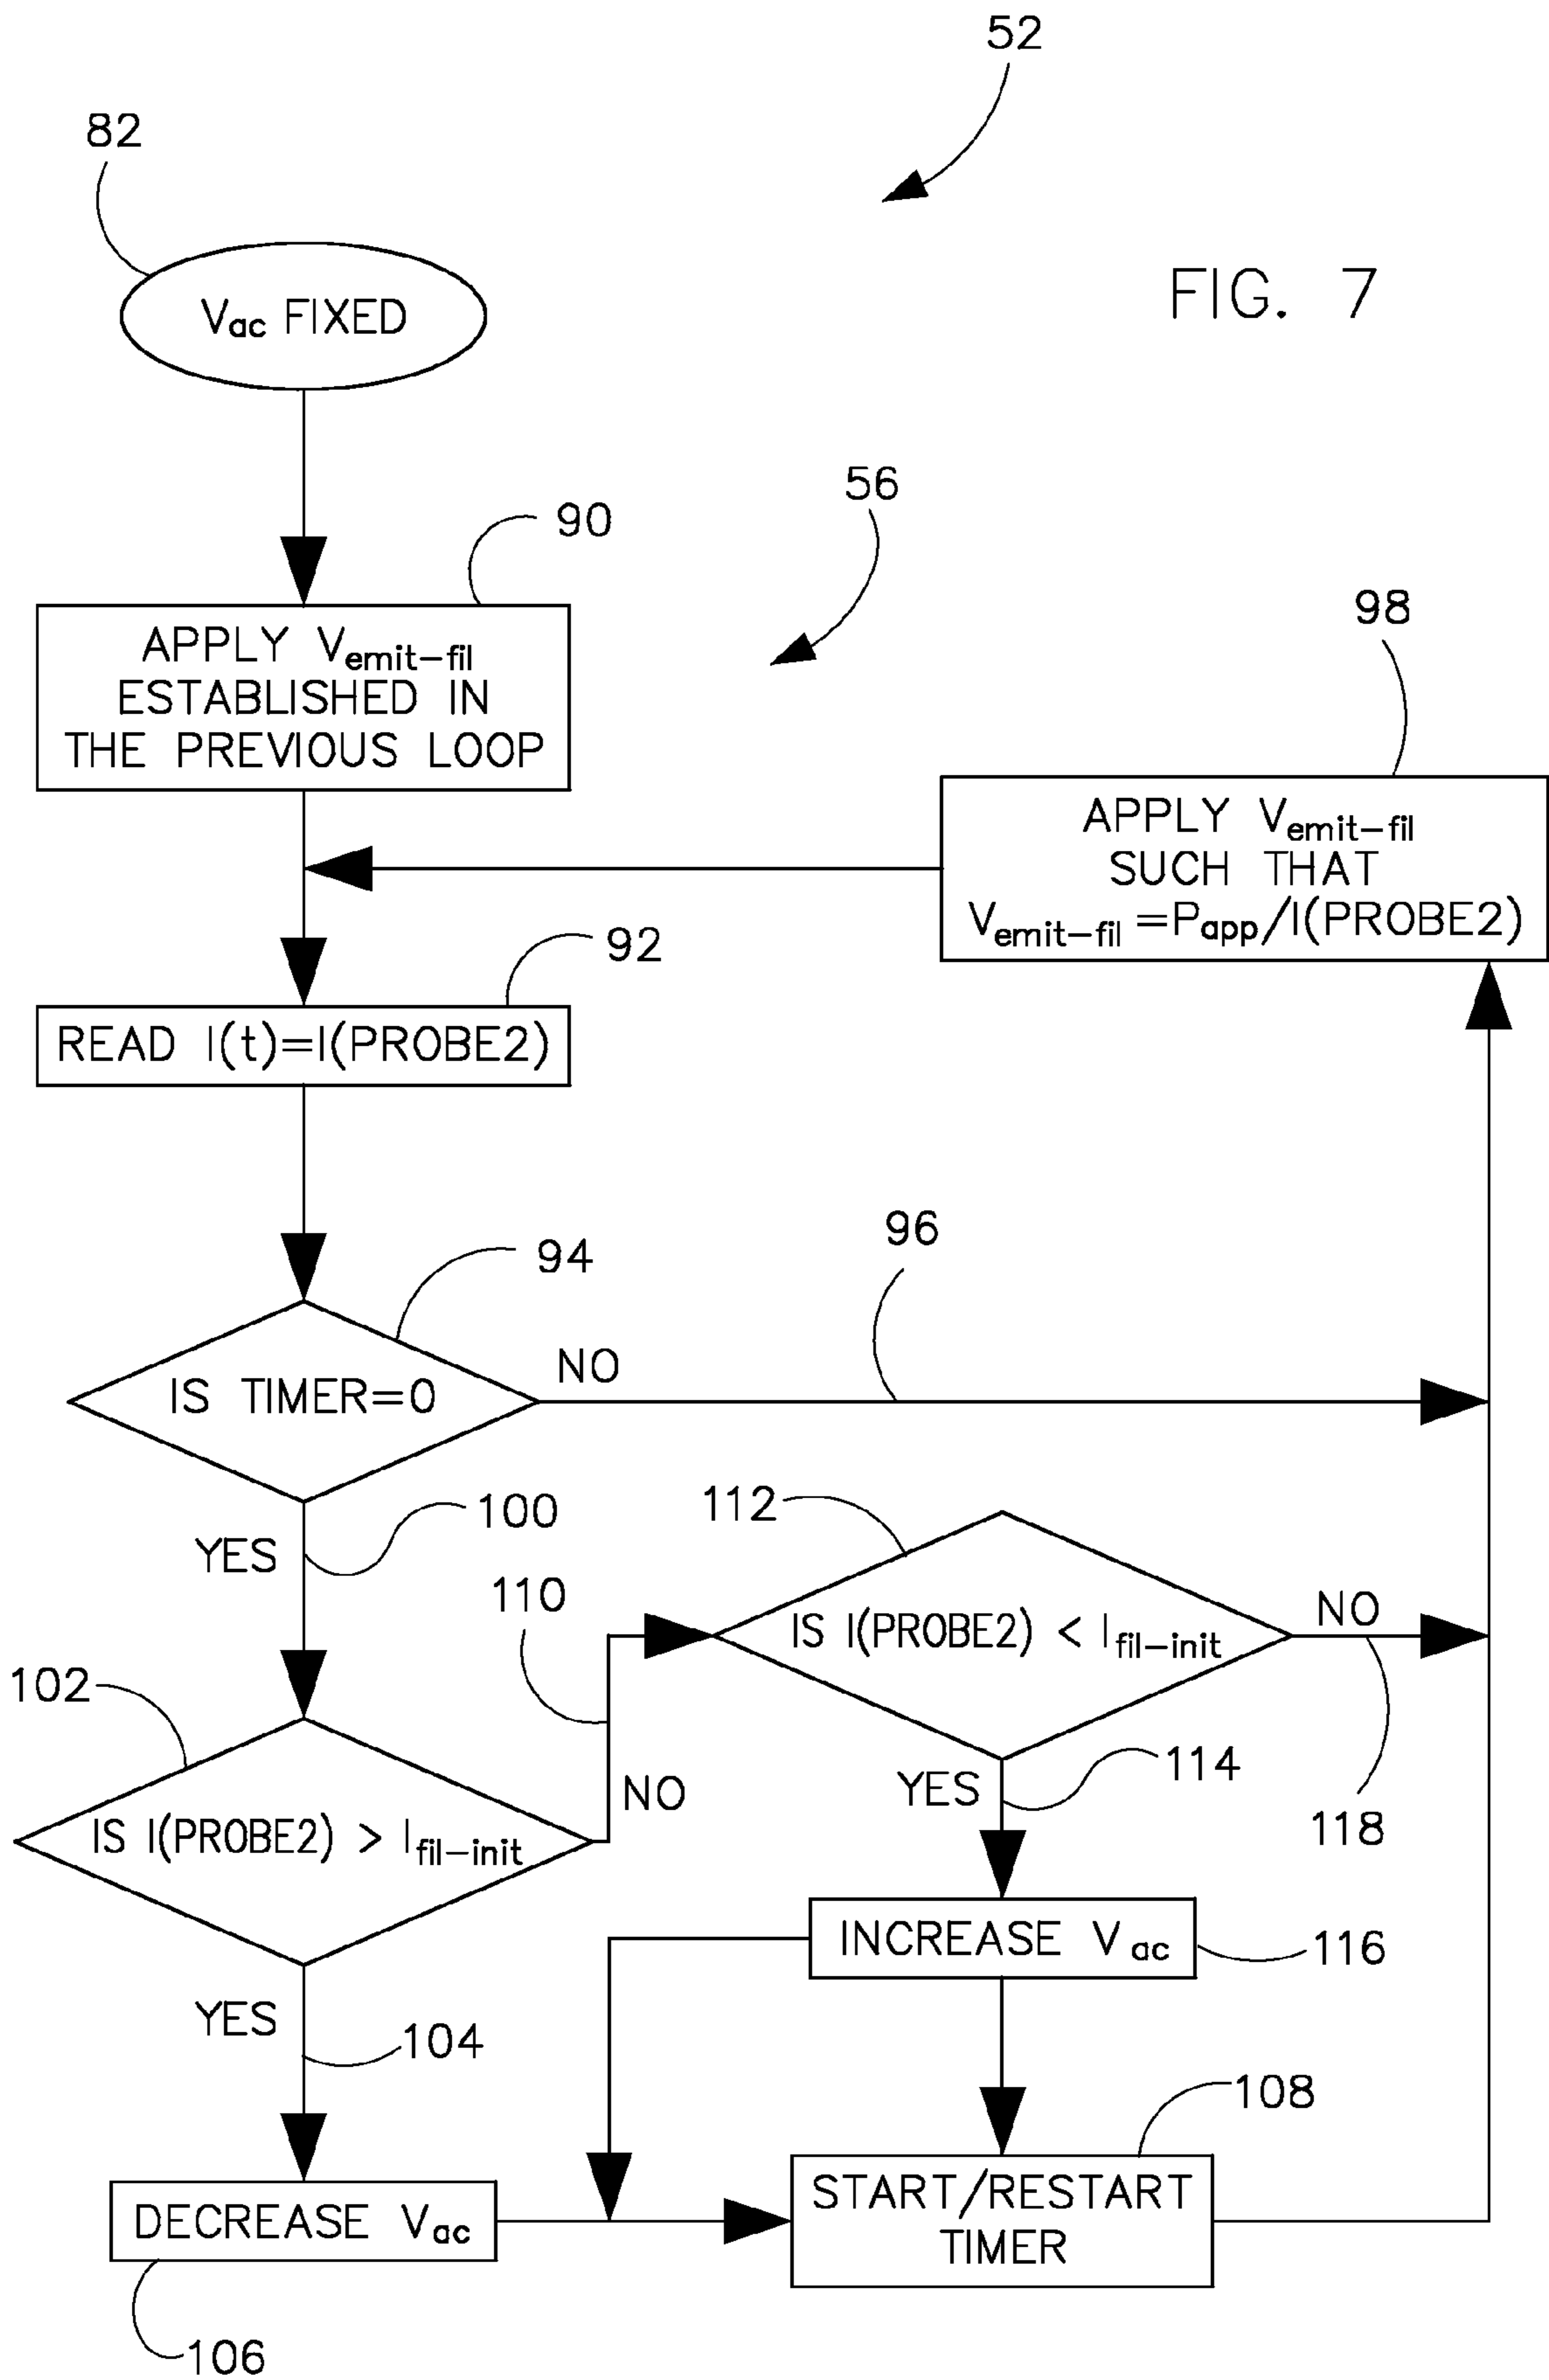 52
82
FIG. 7
Vac FIXED
56
90
98
APPLY Vemit-fil
ESTABLISHED IN
THE PREVIOUS LOOP
APPLY Vemit-fil
SUCH THAT
Vemit-fil=Papp/I(PROBE2)
92
READ I(t)=I(PROBE2)
96
94
NO
IS TIMER=0
112
100
YES
110
NO
IS I(PROBE2) < Ifil-init
102
114
YES
NO
118
IS I(PROBE2) > Ifil-init
INCREASE Vac
116
YES
104
108
START/RESTART
TIMER
DECREASE Vac
106